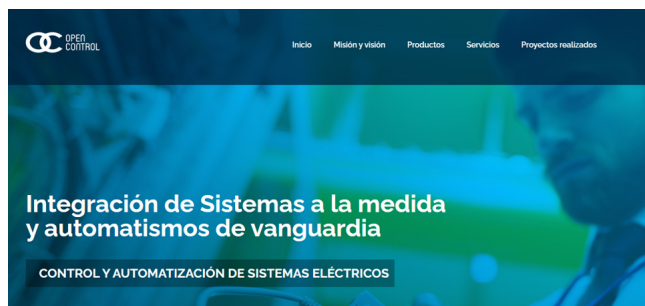 OPEN
CONTROL
Inicio Misión y visión Productos Servicios Proyectos realizados
Integración de Sistemas a la medida
y automatismos de vanguardia
CONTROL Y AUTOMATIZACIÓN DE SISTEMAS ELÉCTRICOS